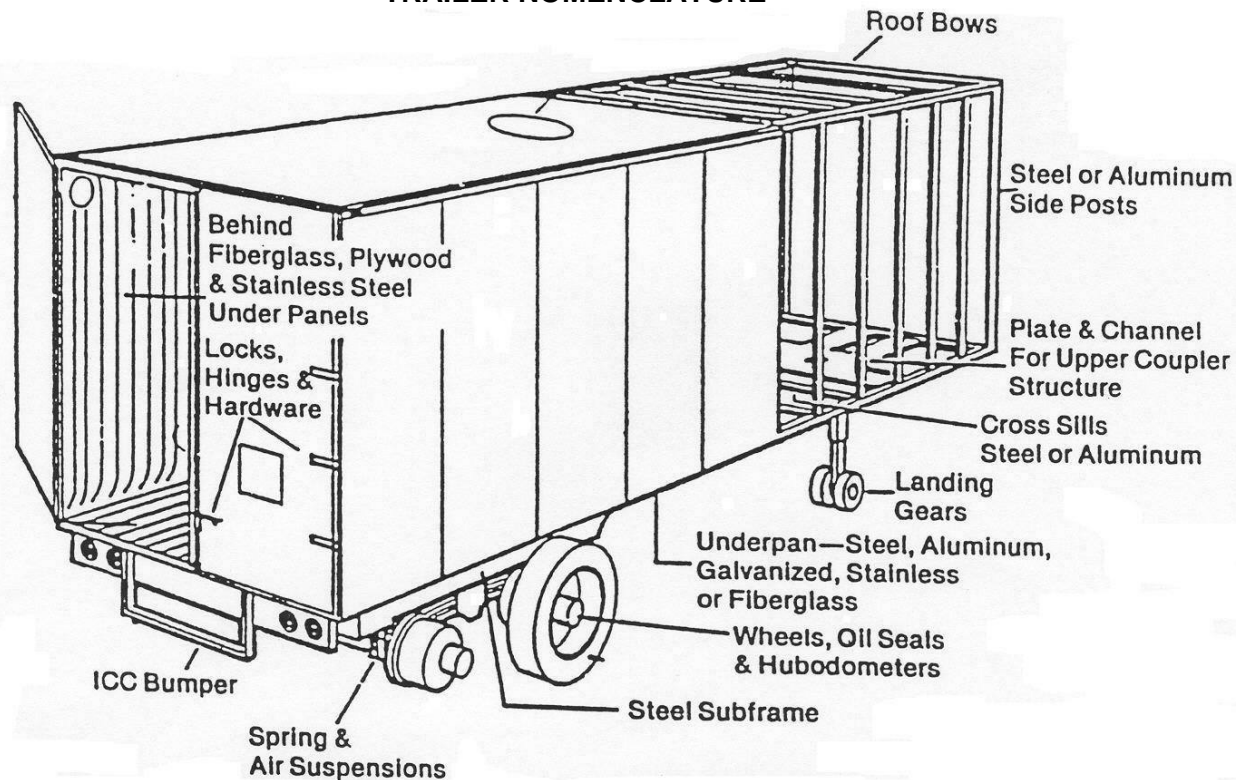 TRAILER NOMENCULATURE
Roof Bows
Steel or Aluminum
Side Posts
Behind
Fiberglass, Plywood
& Stainless Steel
Under Panels
Locks,
Hinges &
Hardware
Plate & Channel
For Upper Coupler
Structure
Cross Sills
Steel or Aluminum
Landing
Gears
Underpan—Steel, Aluminum,
Galvanized, Stainless
or Fiberglass
Wheels, Oil Seals
& Hubodometers
ICC Bumper
Steel Subframe
Spring &
Air Suspensions